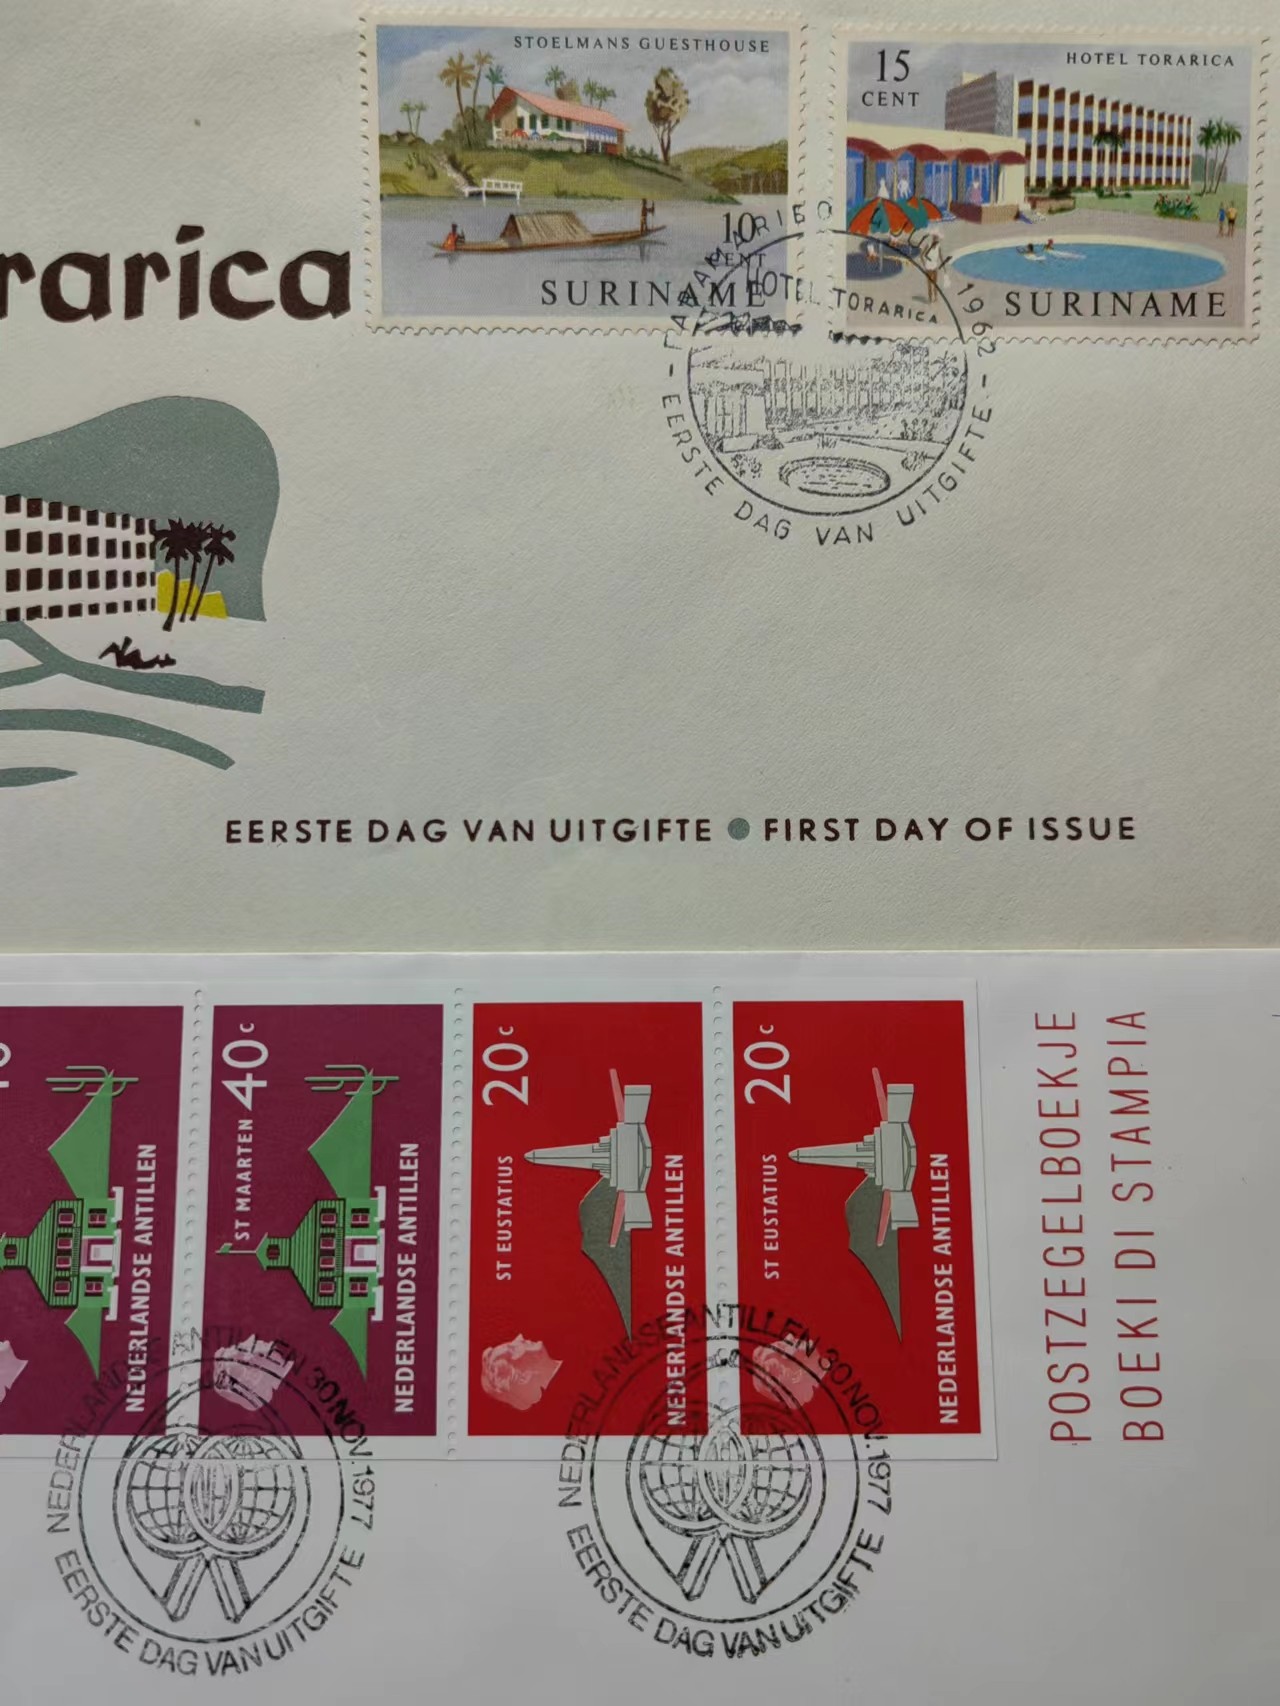 STOELMANS GUESTHOUSE
10
CENT
SURINAME
15
CENT
HOTEL TORARICA
SURINAME
rarica
PARAMARIBO JULY 1962
HOTEL TORARICA
- EERSTE DAG VAN UITGIFTE -
EERSTE DAG VAN UITGIFTE • FIRST DAY OF ISSUE
NEDERLANDSE ANTILLEN
40c
ST MAARTEN
NEDERLANDSE ANTILLEN
20c
ST EUSTATIUS
NEDERLANDSE ANTILLEN
20c
ST EUSTATIUS
NEDERLANDSE ANTILLEN
POSTZEGELBOEKJE
BOEKI DI STAMPIA
NEDERLANDSE ANTILLEN 30 NOV. 1977
EERSTE DAG VAN UITGIFTE
NEDERLANDSE ANTILLEN 30 NOV. 1977
EERSTE DAG VAN UITGIFTE